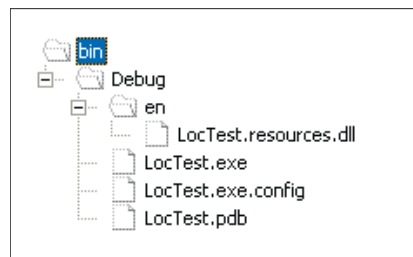 bin
Debug
en
LocTest.resources.dll
LocTest.exe
LocTest.exe.config
LocTest.pdb